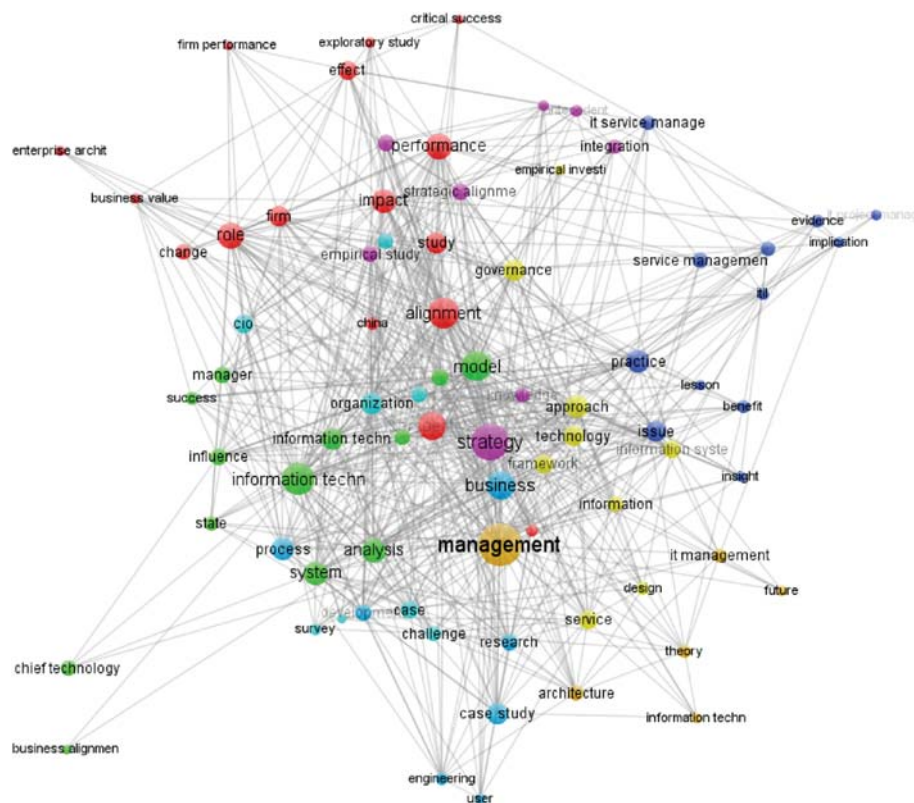 critical success
firm performance
exploratory study
effect
it service manage
performance
integration
enterprise archit
empirical investi
strategic alignme
business value
impact
firm
evidence
role
study
implication
change
empirical study
service managemen
governance
itil
alignment
cio
china
model
practice
manager
lesson
success
organization
approach
benefit
information techn
strategy
technology
issue
information syste
influence
framework
information techn
business
insight
information
state
process
analysis
management
it management
system
design
future
case
survey
challenge
service
research
theory
chief technology
architecture
case study
information techn
business alignmen
engineering
user